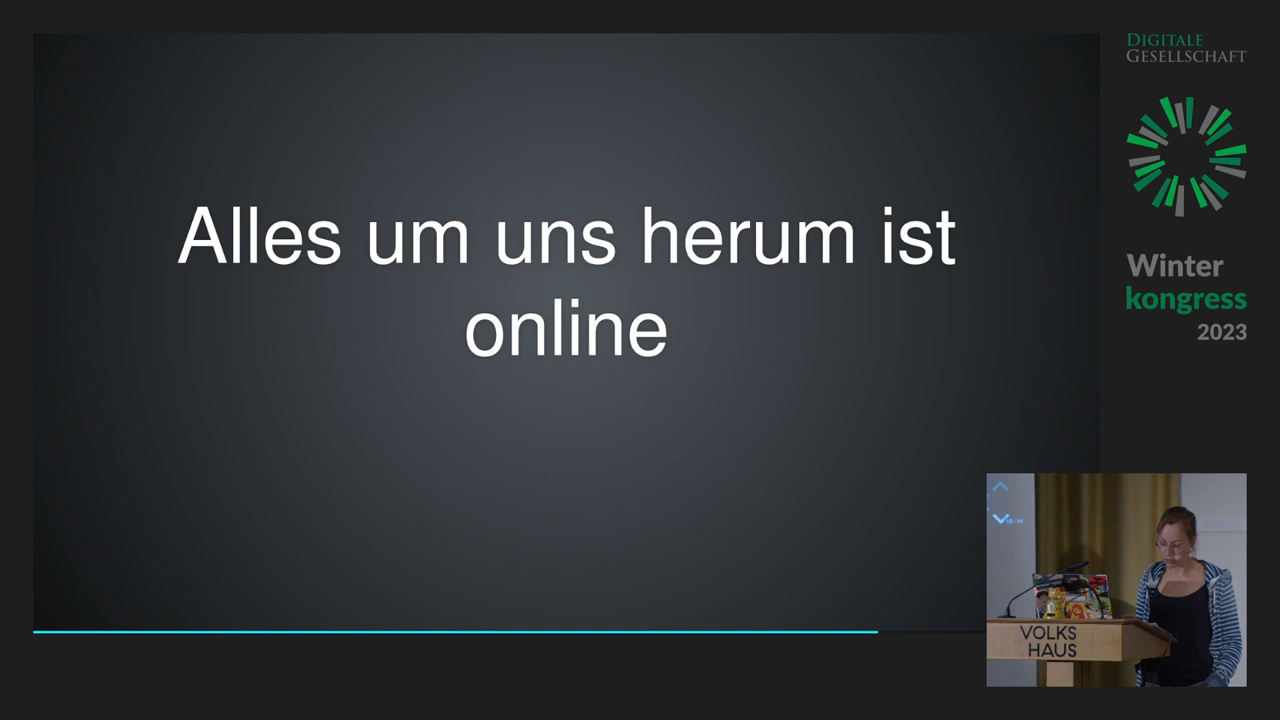 Alles um uns herum ist
online
DIGITALE
GESELLSCHAFT
Winter
kongress
2023
VOLKS
HAUS